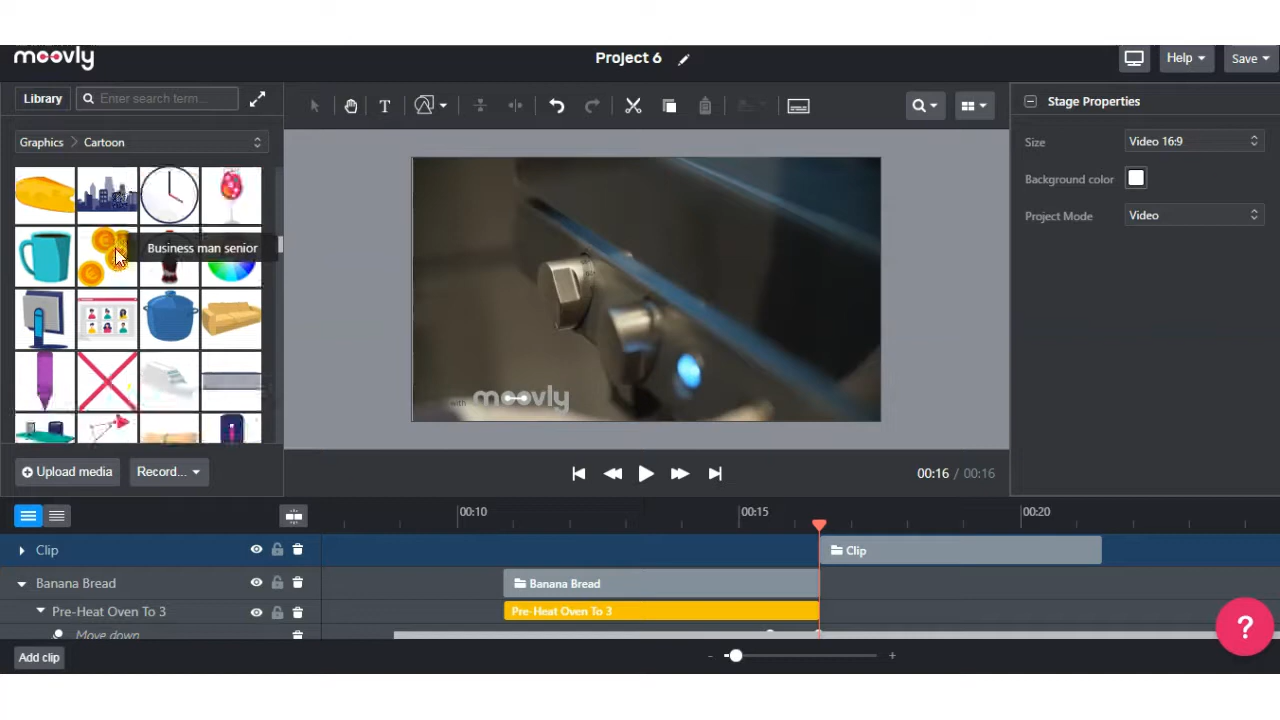 moovly
Project 6
Help
Save
Library
Enter search term...
T
Stage Properties
Graphics
Cartoon
Size
Video 16:9
Background color
Project Mode
Video
Business man senior
with moovly
Upload media
Record...
00:16 / 00:16
00:10
00:15
00:20
Clip
Clip
Banana Bread
Banana Bread
Pre-Heat Oven To 3
Pre-Heat Oven To 3
Move down
Add clip
- +
?